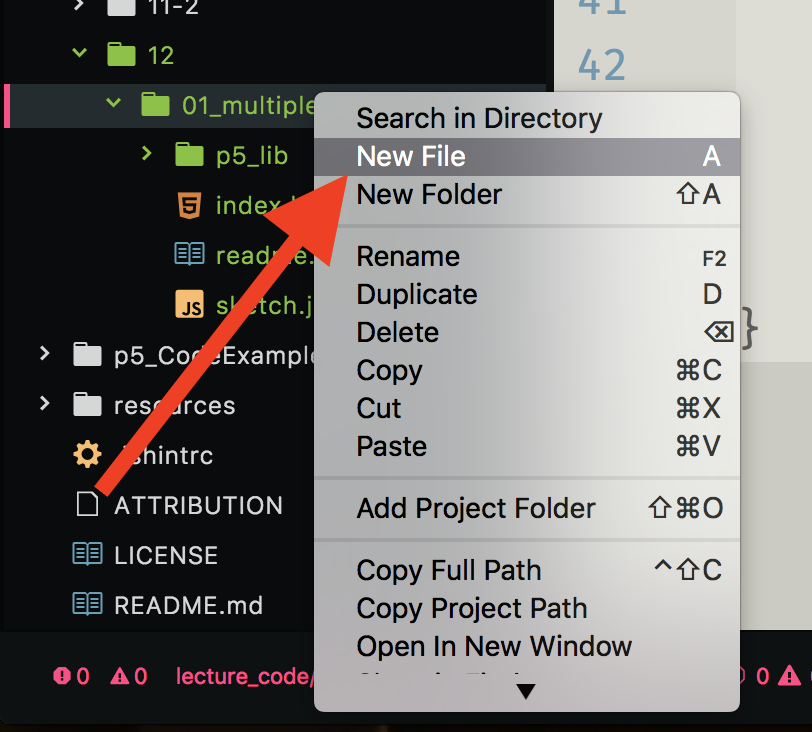 11-2
41
12
42
01_multiple
Search in Directory
New File A
New Folder ⇧A
p5_lib
index.
readme.
Rename F2
sketch.j
JS
Duplicate D
Delete ⌫
}
p5_CodeExample
Copy ⌘C
resources
Cut ⌘X
Paste ⌘V
jshintrc
ATTRIBUTION
Add Project Folder ⇧⌘O
LICENSE
Copy Full Path ^⇧C
README.md
Copy Project Path
Open In New Window
0 0 lecture_code/
0